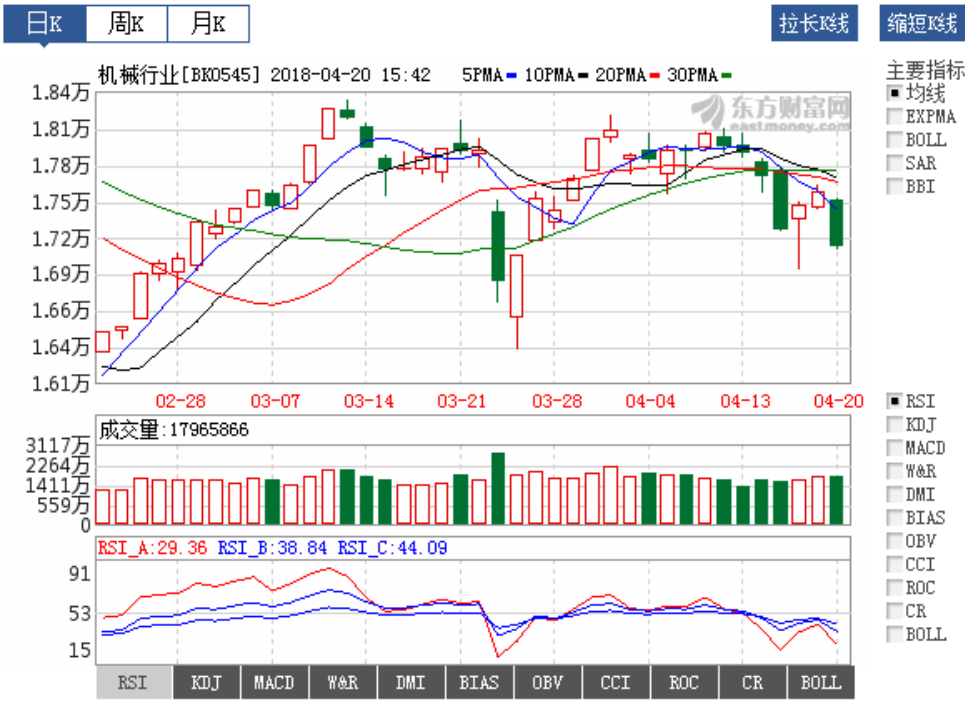 日K 周K 月K 拉长K线 缩短K线
机械行业[BK0545] 2018-04-20 15:42 5PMA 10PMA 20PMA 30PMA
东方财富网
eastmoney.com
主要指标
均线
EXPMA
BOLL
SAR
BBI
1.84万
1.81万
1.78万
1.75万
1.72万
1.69万
1.66万
1.64万
1.61万
02-28 03-07 03-14 03-21 03-28 04-04 04-13 04-20
成交量:17965866
3117万
2264万
1411万
559万
0
RSI_A:29.36 RSI_B:38.84 RSI_C:44.09
91
53
15
RSI
KDJ
MACD
W&R
DMI
BIAS
OBV
CCI
ROC
CR
BOLL
RSI KDJ MACD W&R DMI BIAS OBV CCI ROC CR BOLL